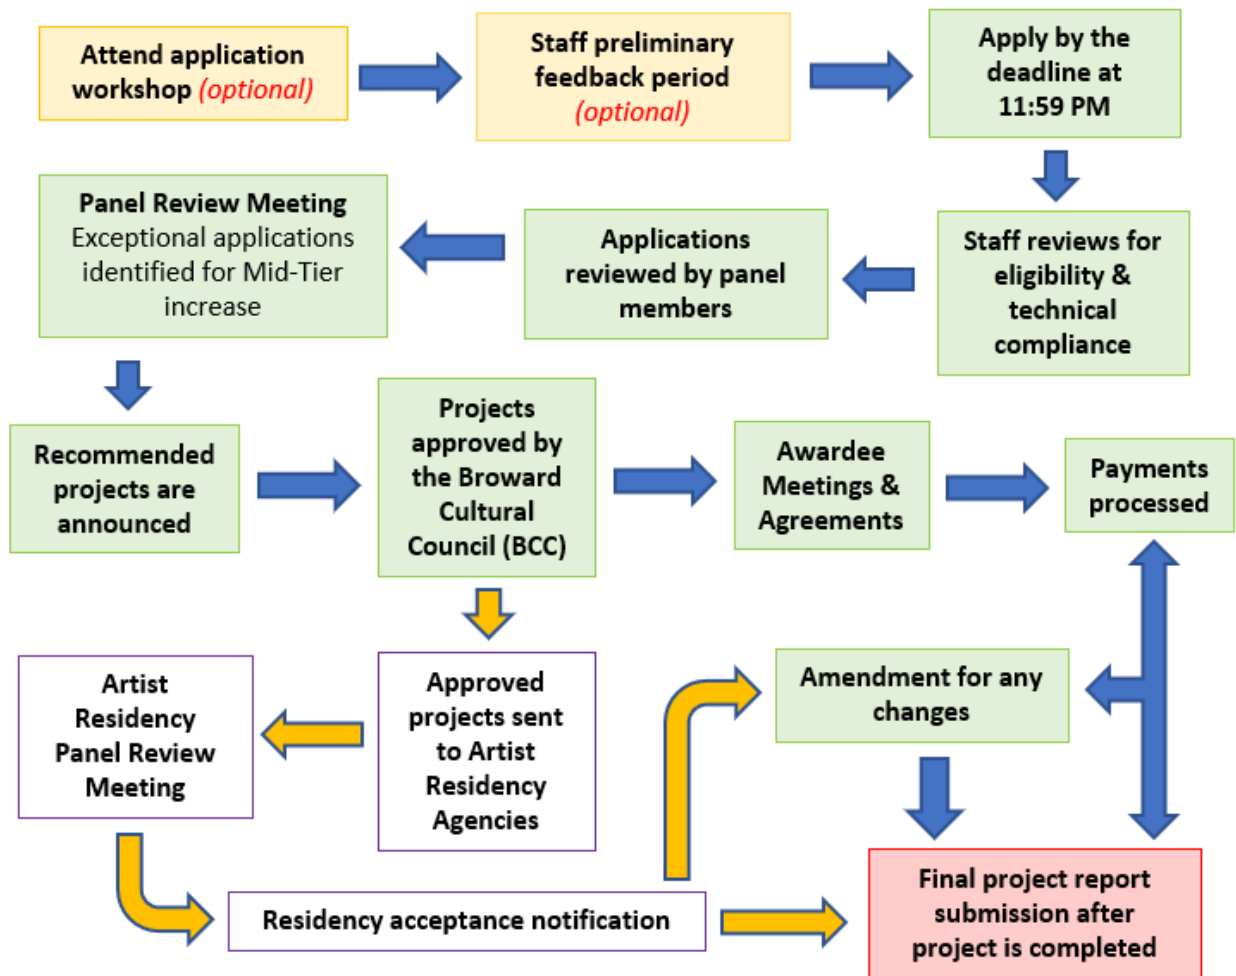 Attend application
workshop (optional)
Staff preliminary
feedback period
(optional)
Apply by the
deadline at
11:59 PM
Panel Review Meeting
Exceptional applications
identified for Mid-Tier
increase
Applications
reviewed by panel
members
Staff reviews for
eligibility &
technical
compliance
Recommended
projects are
announced
Projects
approved by
the Broward
Cultural
Council (BCC)
Awardee
Meetings &
Agreements
Payments
processed
Artist
Residency
Panel Review
Meeting
Approved
projects sent
to Artist
Residency
Agencies
Amendment for any
changes
Residency acceptance notification
Final project report
submission after
project is completed